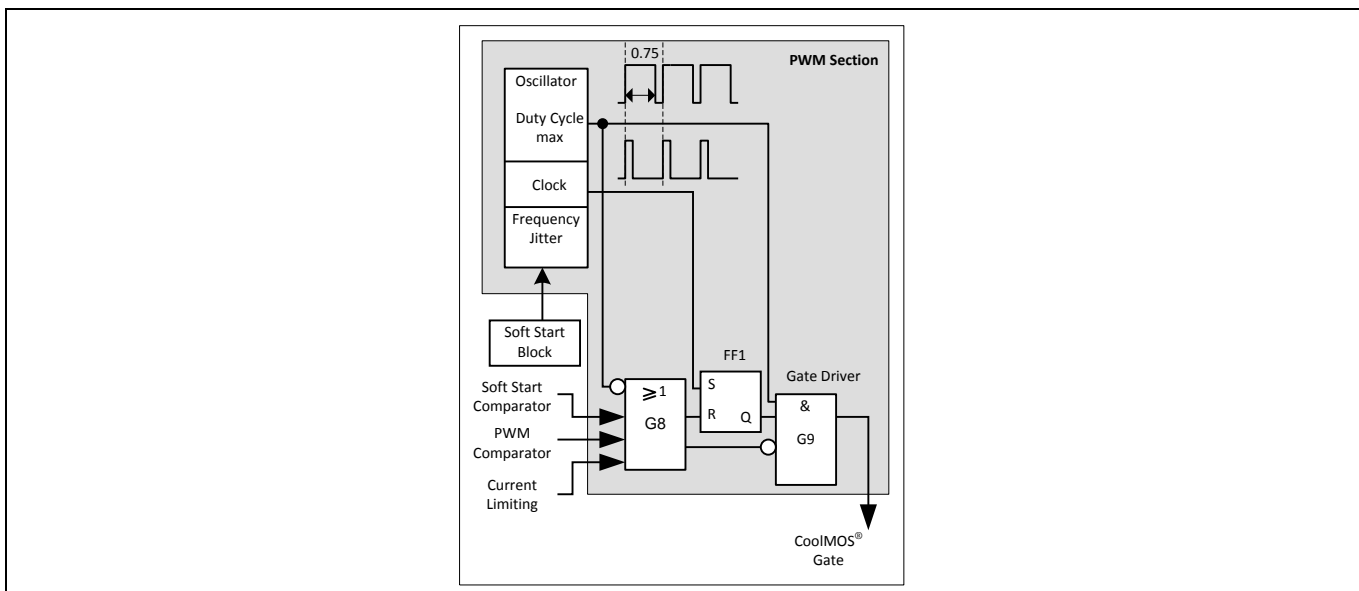 0.75
PWM Section
Oscillator
Duty Cycle
max
Clock
Frequency
Jitter
Soft Start
Block
FF1
Gate Driver
Soft Start
Comparator
PWM
Comparator
Current
Limiting
⩾1
G8
S
R
Q
&
G9
CoolMOS®
Gate